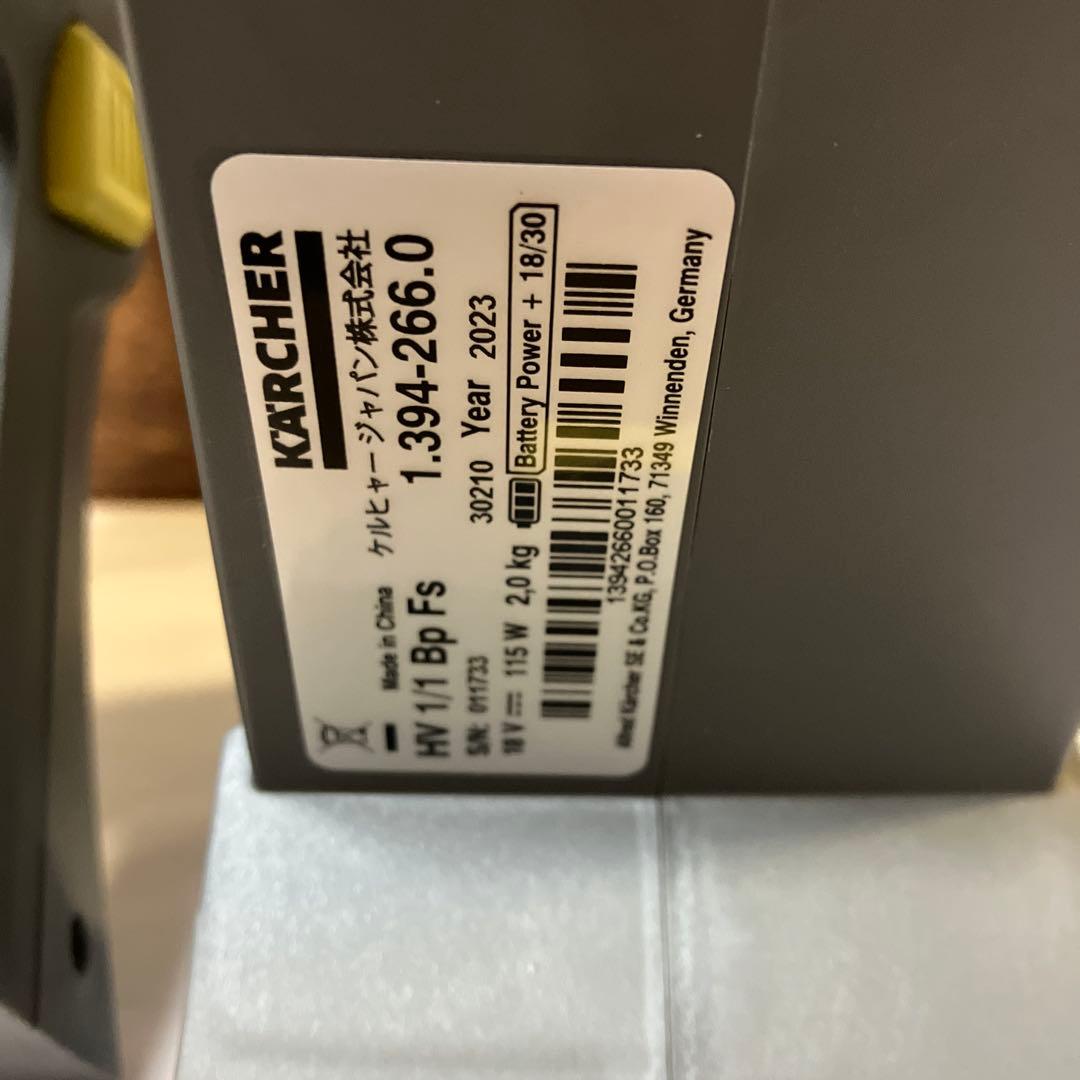 KÄRCHER
Made in China ケルヒャー ジャパン株式会社
HV 1/1 Bp Fs 1.394-266.0
S/N: 011733 30210 Year 2023
18 V 115 W 2,0 kg Battery Power + 18/30
13942660011733
Alfred Kärcher SE & Co.KG, P.O.Box 160, 71349 Winnenden, Germany